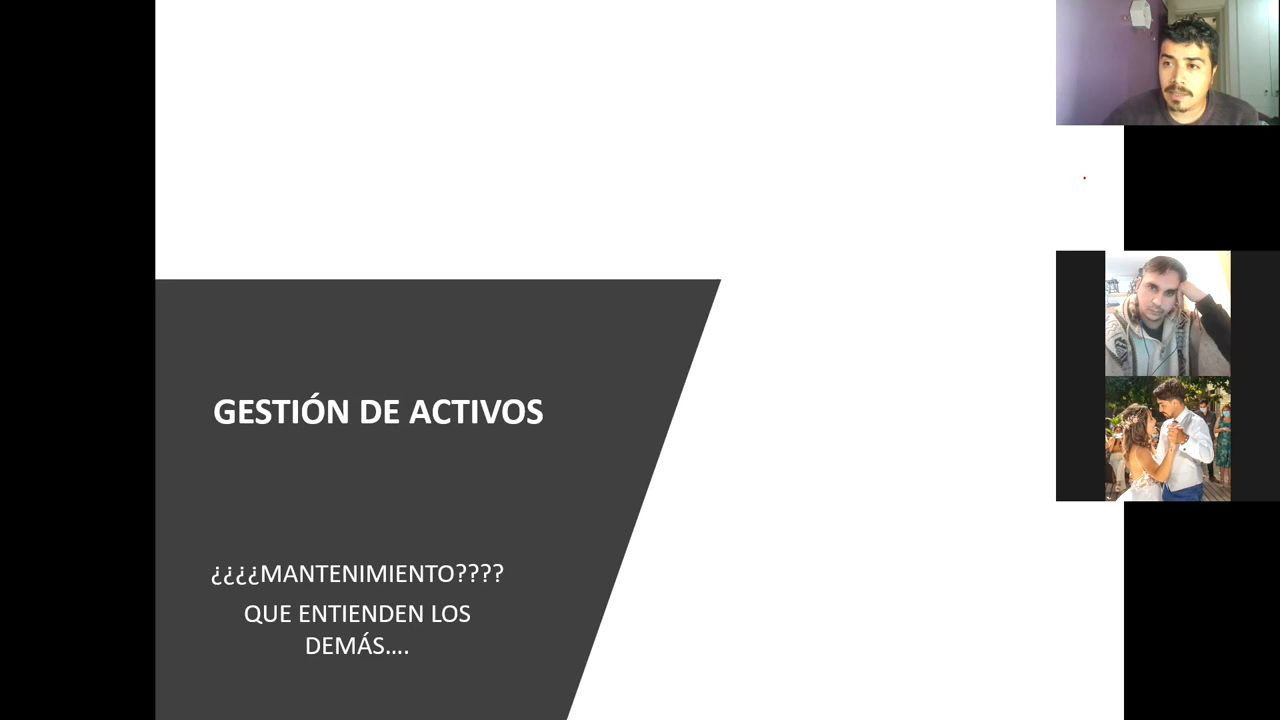 GESTIÓN DE ACTIVOS
¿¿¿¿MANTENIMIENTO????
QUE ENTIENDEN LOS
DEMÁS....